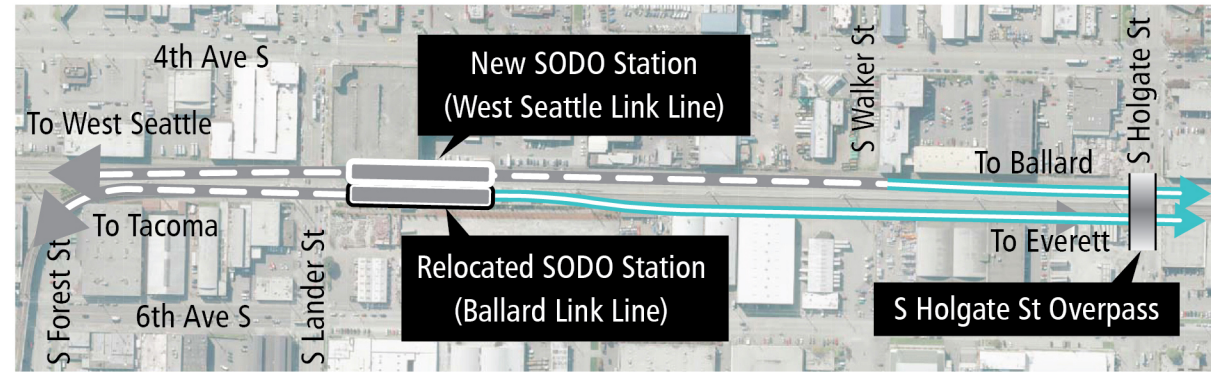 4th Ave S
New SODO Station
(West Seattle Link Line)
S Walker St
S Holgate St
To West Seattle
To Ballard
To Tacoma
To Everett
S Forest St
6th Ave S
S Lander St
Relocated SODO Station
(Ballard Link Line)
S Holgate St Overpass